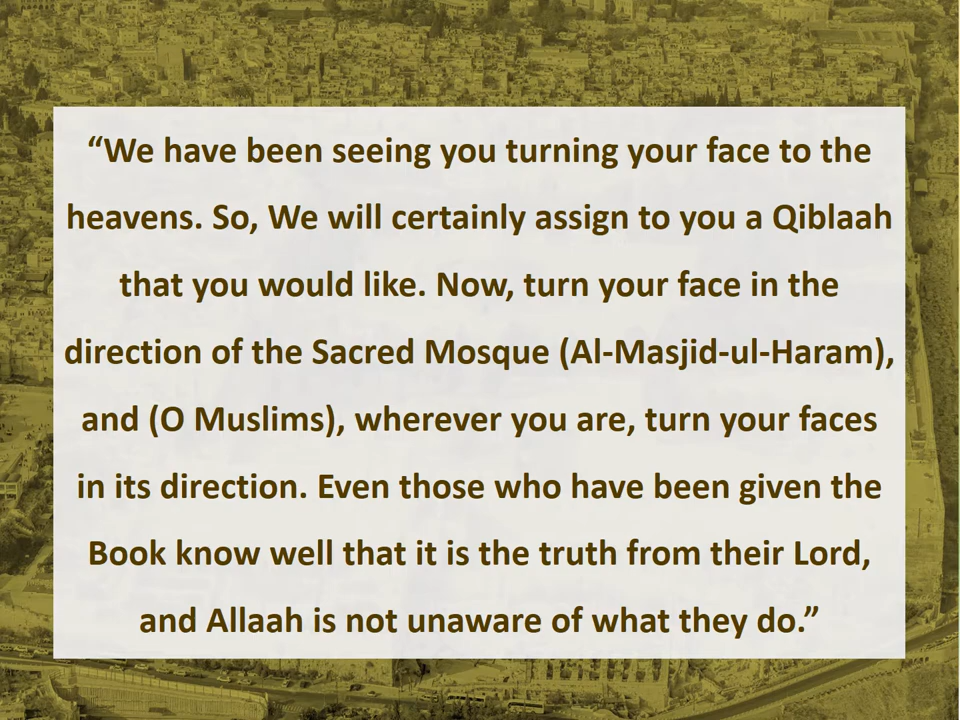 “We have been seeing you turning your face to the
heavens. So, We will certainly assign to you a Qiblaah
that you would like. Now, turn your face in the
direction of the Sacred Mosque (Al-Masjid-ul-Haram),
and (O Muslims), wherever you are, turn your faces
in its direction. Even those who have been given the
Book know well that it is the truth from their Lord,
and Allaah is not unaware of what they do.”